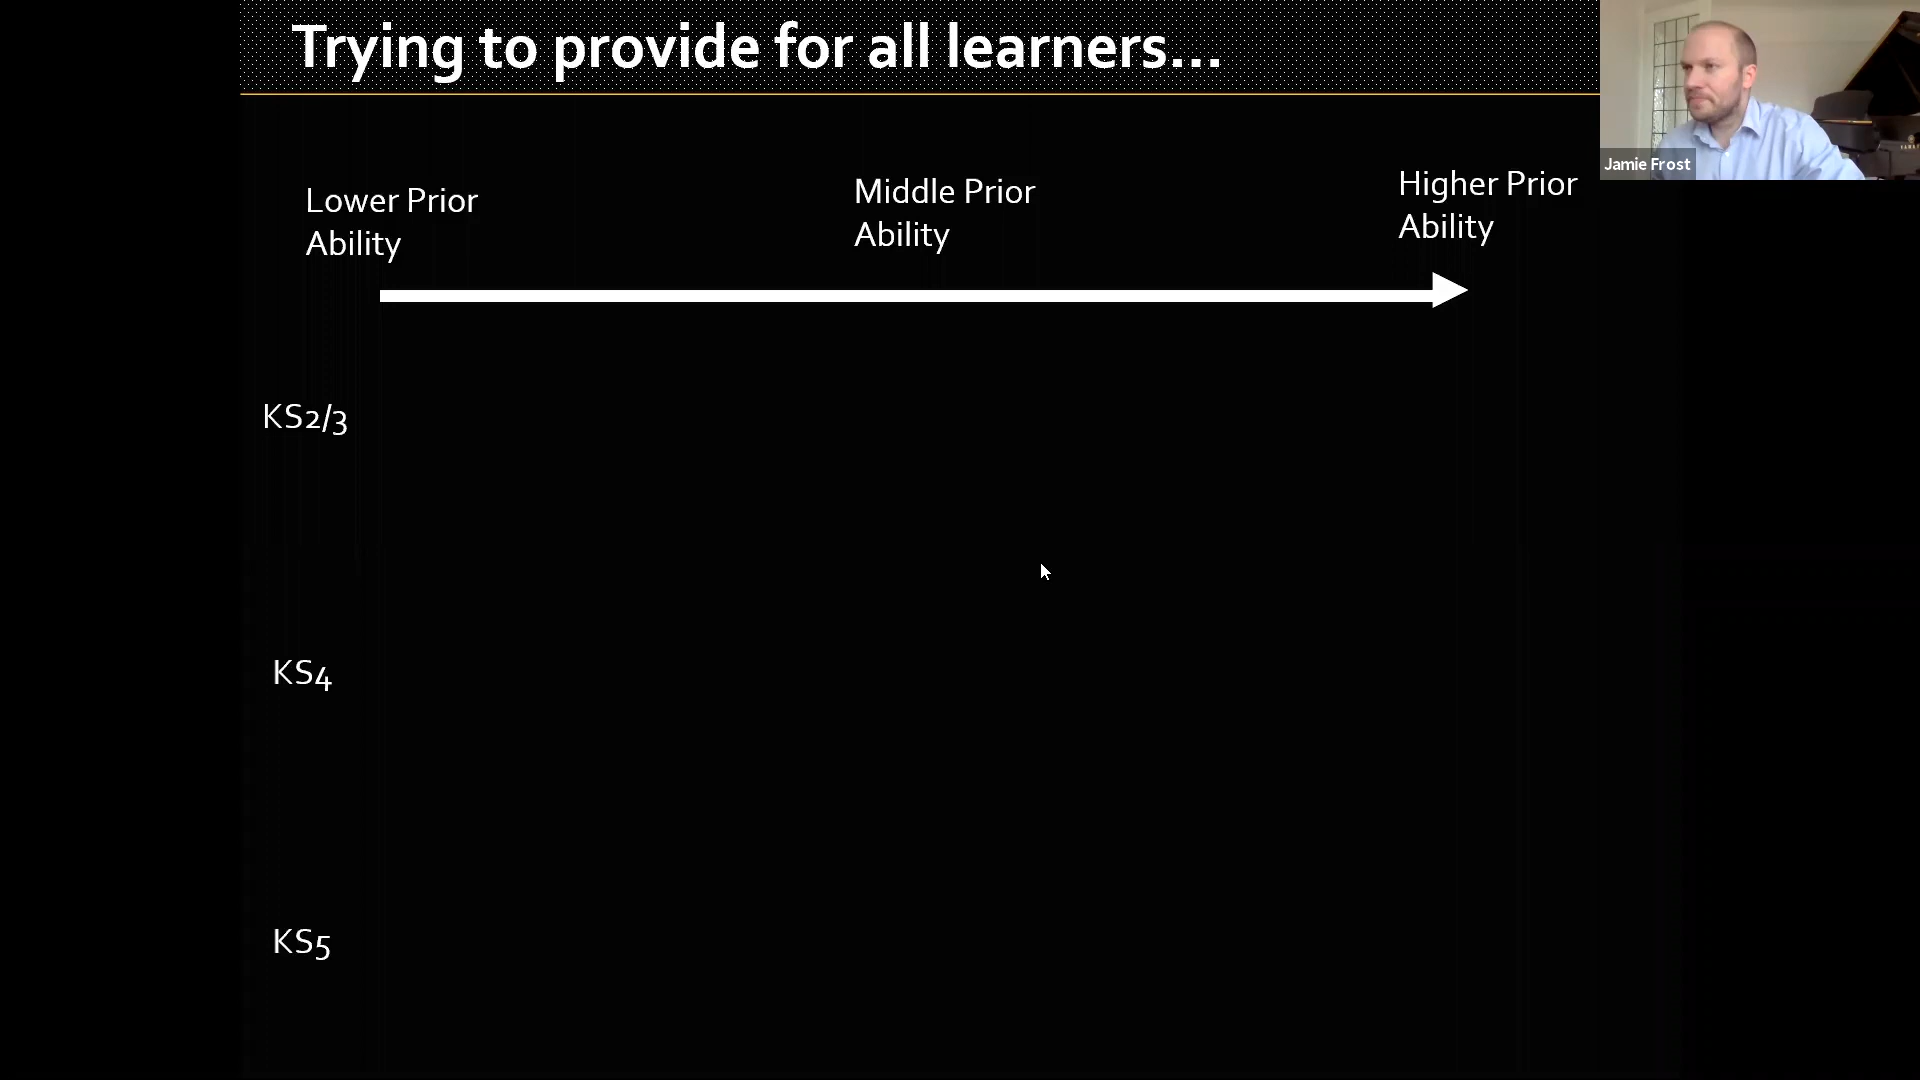 Trying to provide for all learners...
Jamie Frost
Lower Prior
Ability
Middle Prior
Ability
Higher Prior
Ability
KS2/3
KS4
KS5